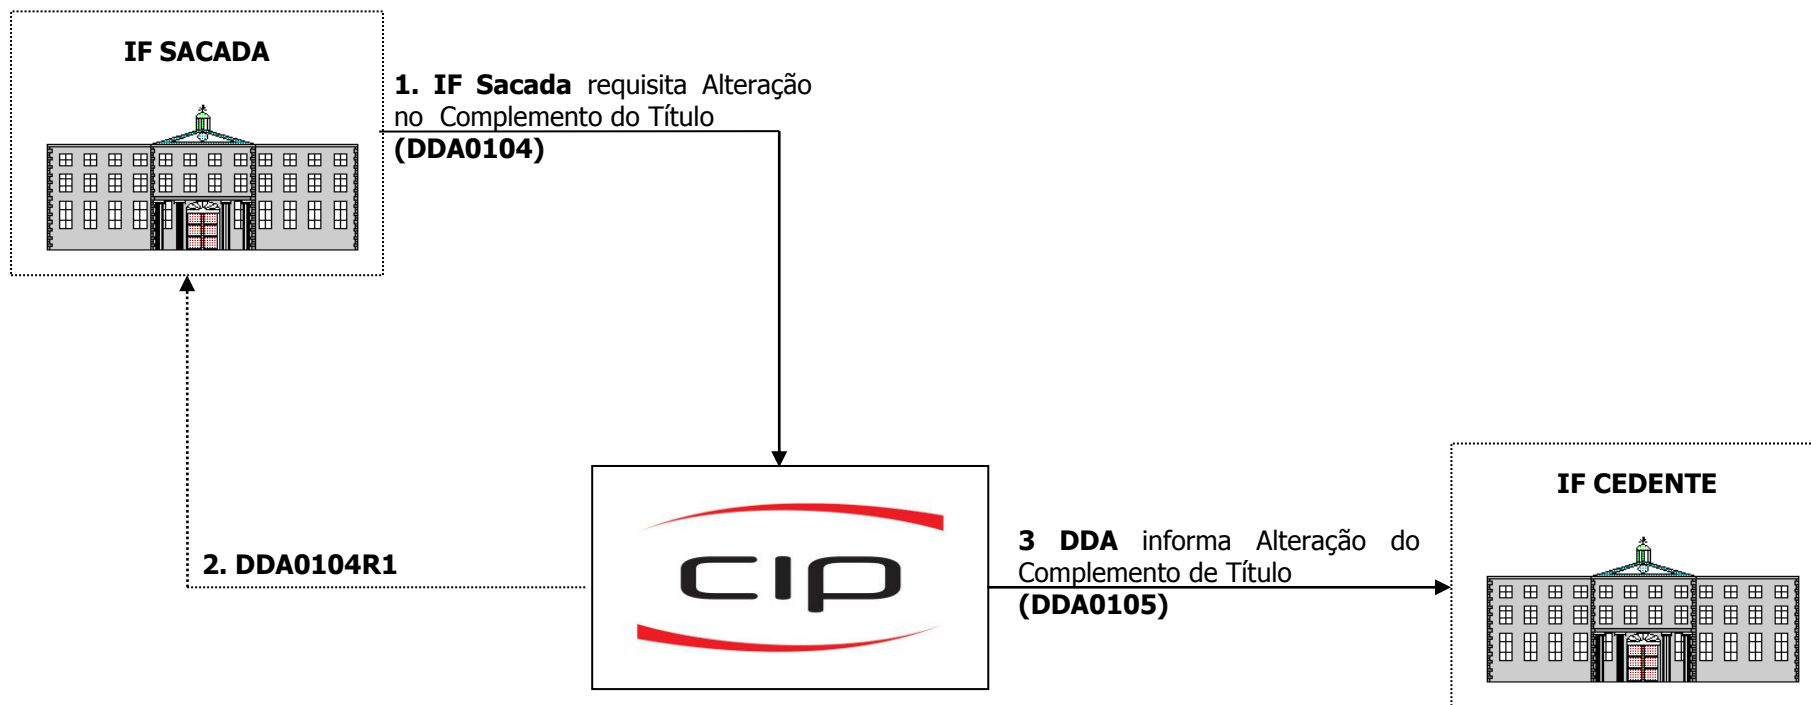 IF SACADA
1. IF Sacada requisita Alteração
no Complemento do Título
(DDA0104)
2. DDA0104R1
cip
3 DDA informa Alteração do
Complemento de Título
(DDA0105)
IF CEDENTE